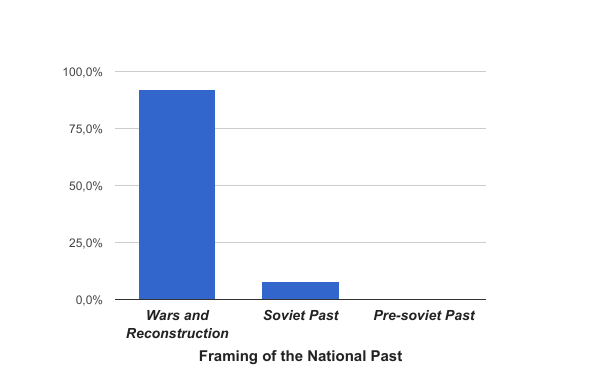 100,0%
75,0%
50,0%
25,0%
0,0%
Wars and Reconstruction
Soviet Past
Pre-soviet Past
Framing of the National Past